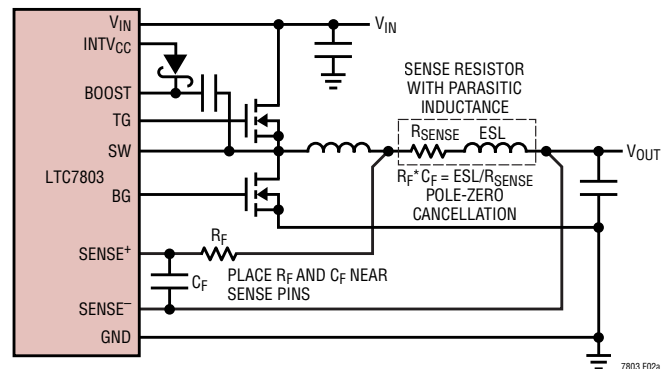 VIN
VIN
INTVCC
SENSE RESISTOR
WITH PARASITIC
INDUCTANCE
BOOST
RSENSE ESL
TG
SW
VOUT
LTC7803
RF*CF = ESL/RSENSE
POLE-ZERO
CANCELLATION
BG
RF
SENSE+
CF
PLACE RF AND CF NEAR
SENSE PINS
SENSE–
GND
7803 F02a